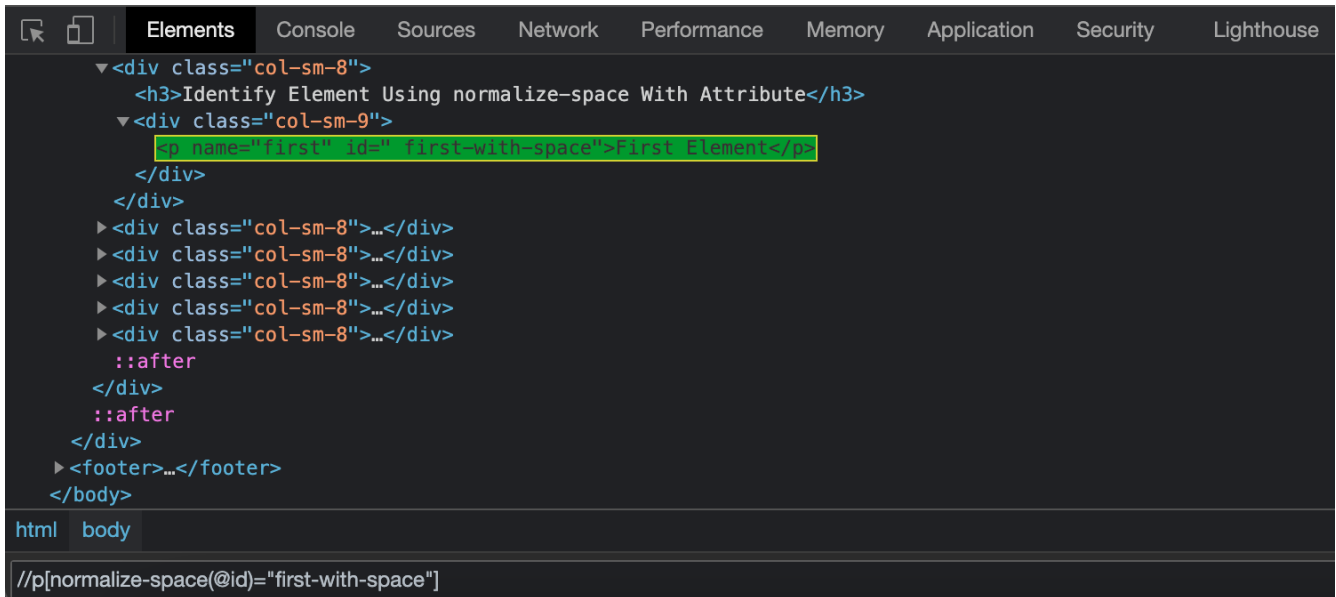 Elements Console Sources Network Performance Memory Application Security Lighthouse
▼<div class="col-sm-8">
<h3>Identify Element Using normalize-space With Attribute</h3>
▼<div class="col-sm-9">
<p name="first" id=" first-with-space">First Element</p>
</div>
</div>
▶<div class="col-sm-8">…</div>
▶<div class="col-sm-8">…</div>
▶<div class="col-sm-8">…</div>
▶<div class="col-sm-8">…</div>
▶<div class="col-sm-8">…</div>
::after
</div>
::after
</div>
▶<footer>…</footer>
</body>
html body
//p[normalize-space(@id)="first-with-space"]